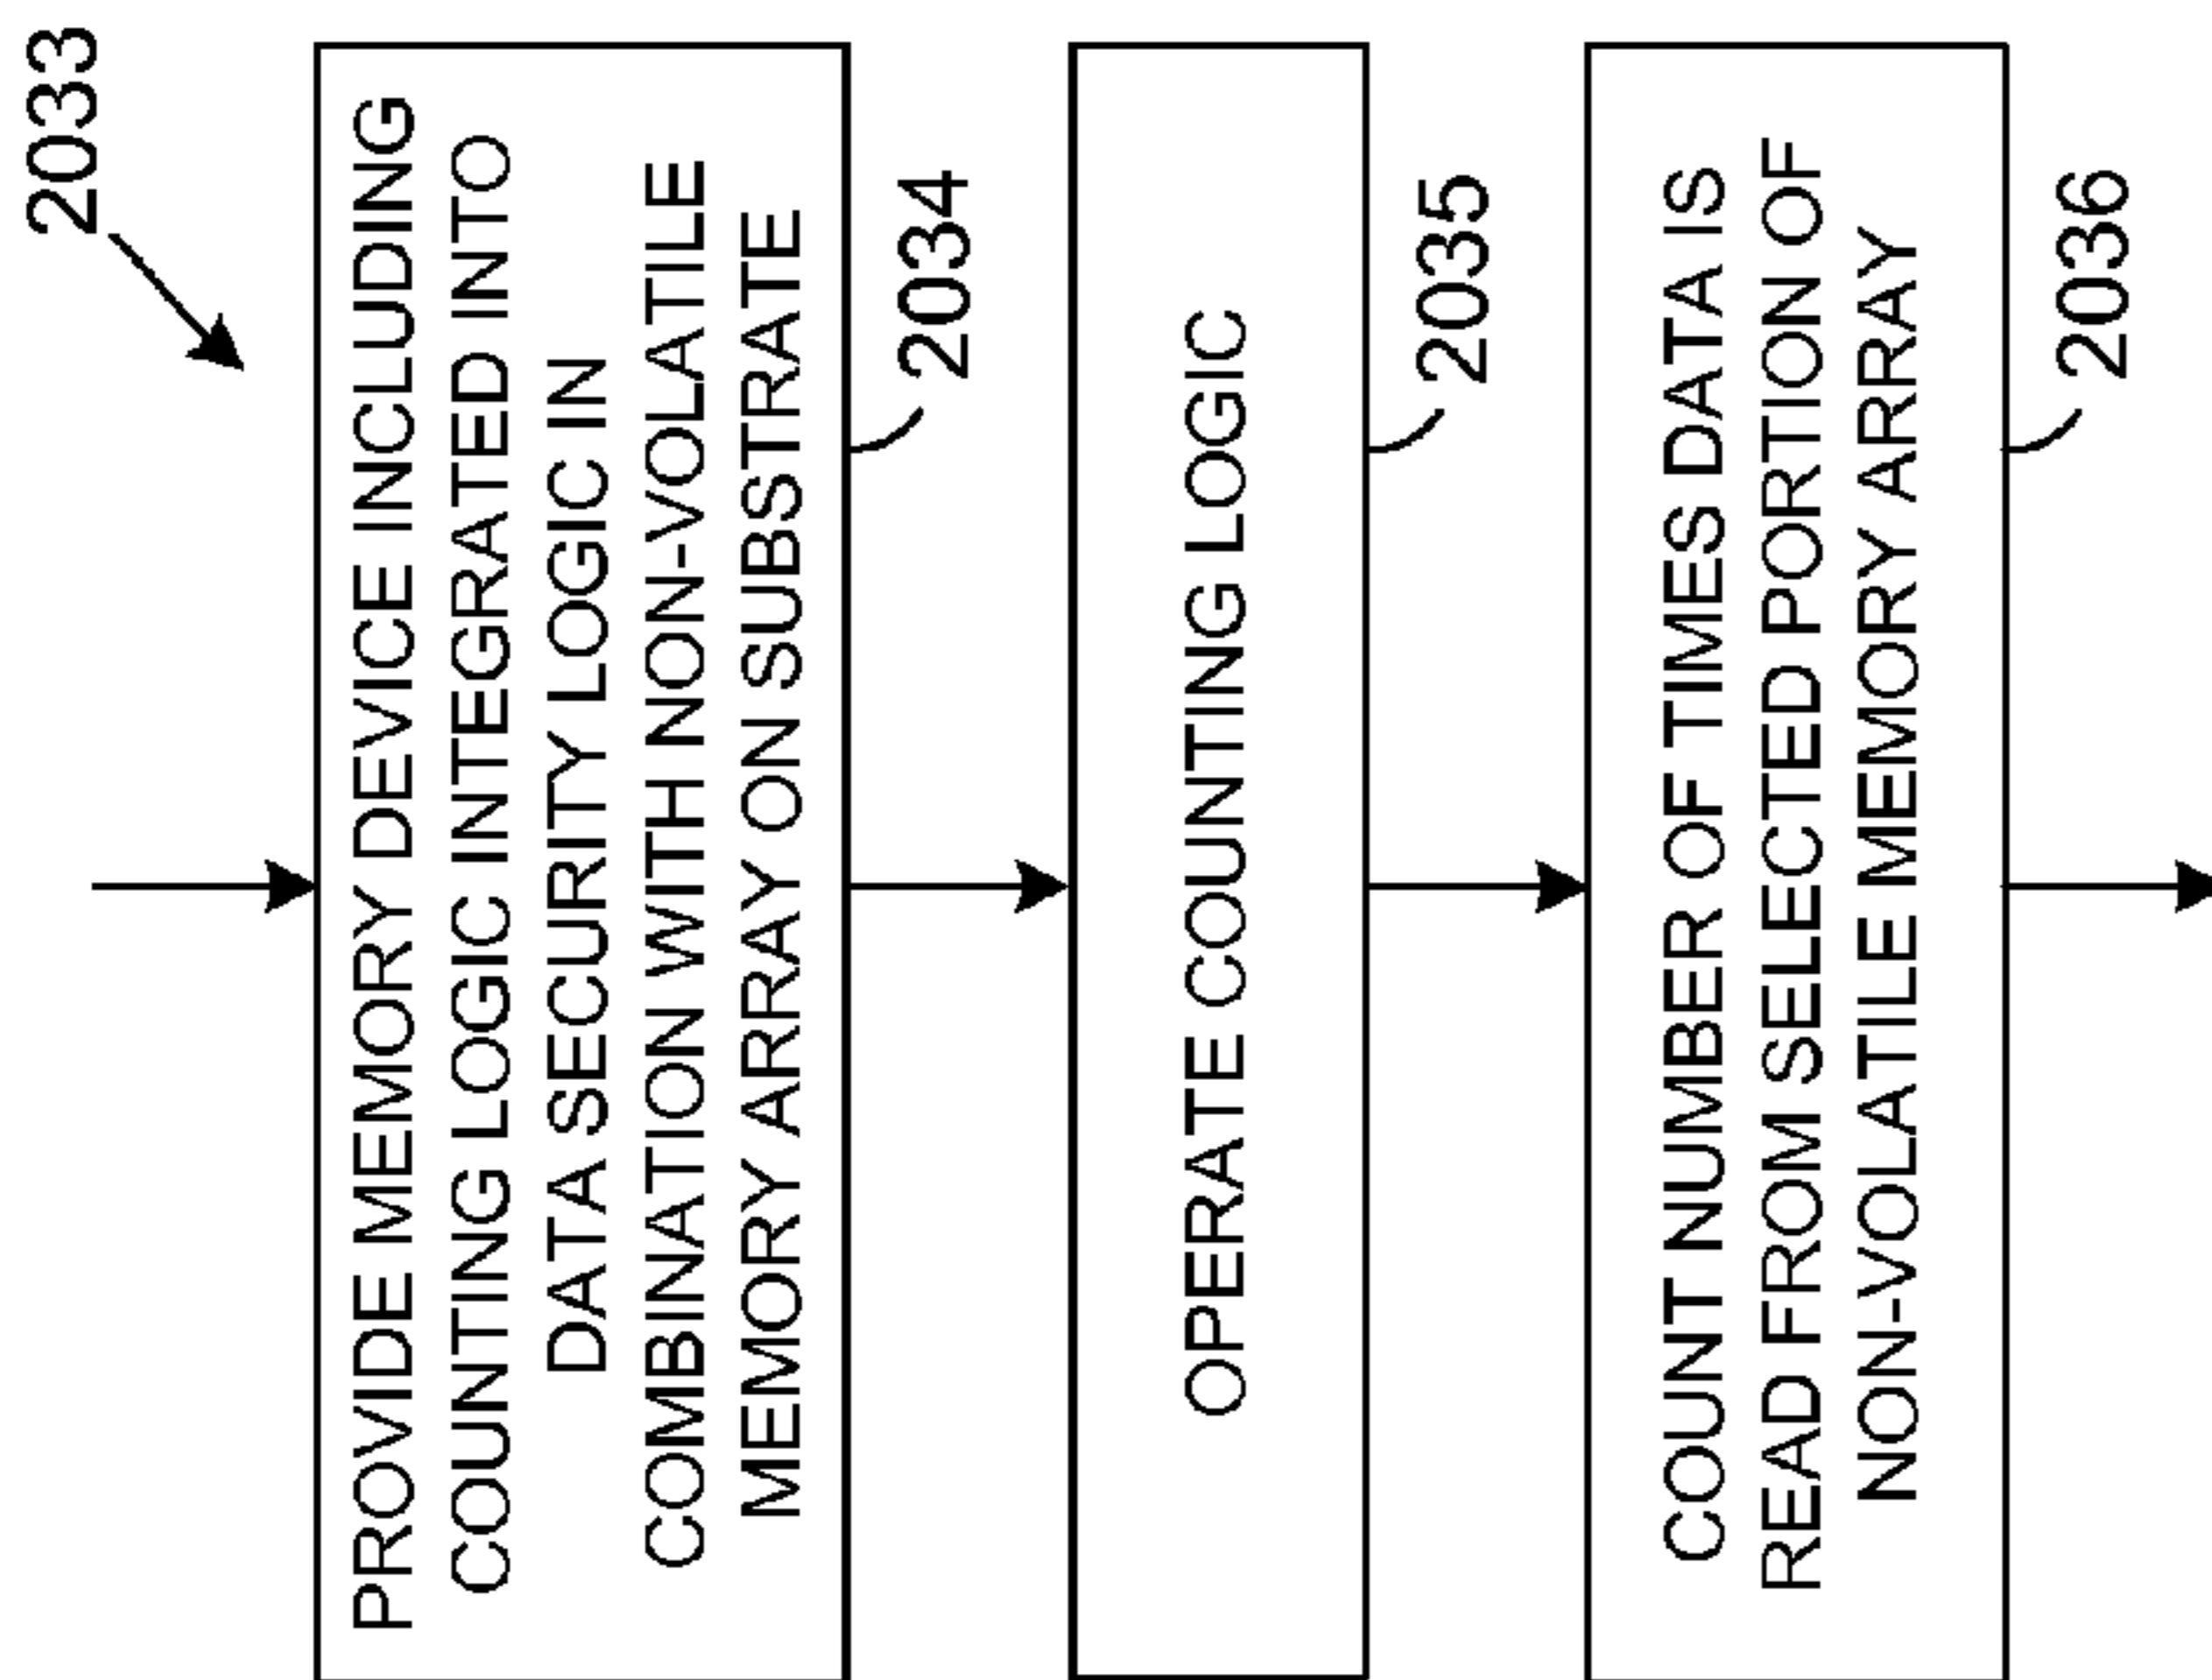 2033
PROVIDE MEMORY DEVICE INCLUDING
COUNTING LOGIC INTEGRATED INTO
DATA SECURITY LOGIC IN
COMBINATION WITH NON-VOLATILE
MEMORY ARRAY ON SUBSTRATE
2034
OPERATE COUNTING LOGIC
2035
COUNT NUMBER OF TIMES DATA IS
READ FROM SELECTED PORTION OF
NON-VOLATILE MEMORY ARRAY
2036